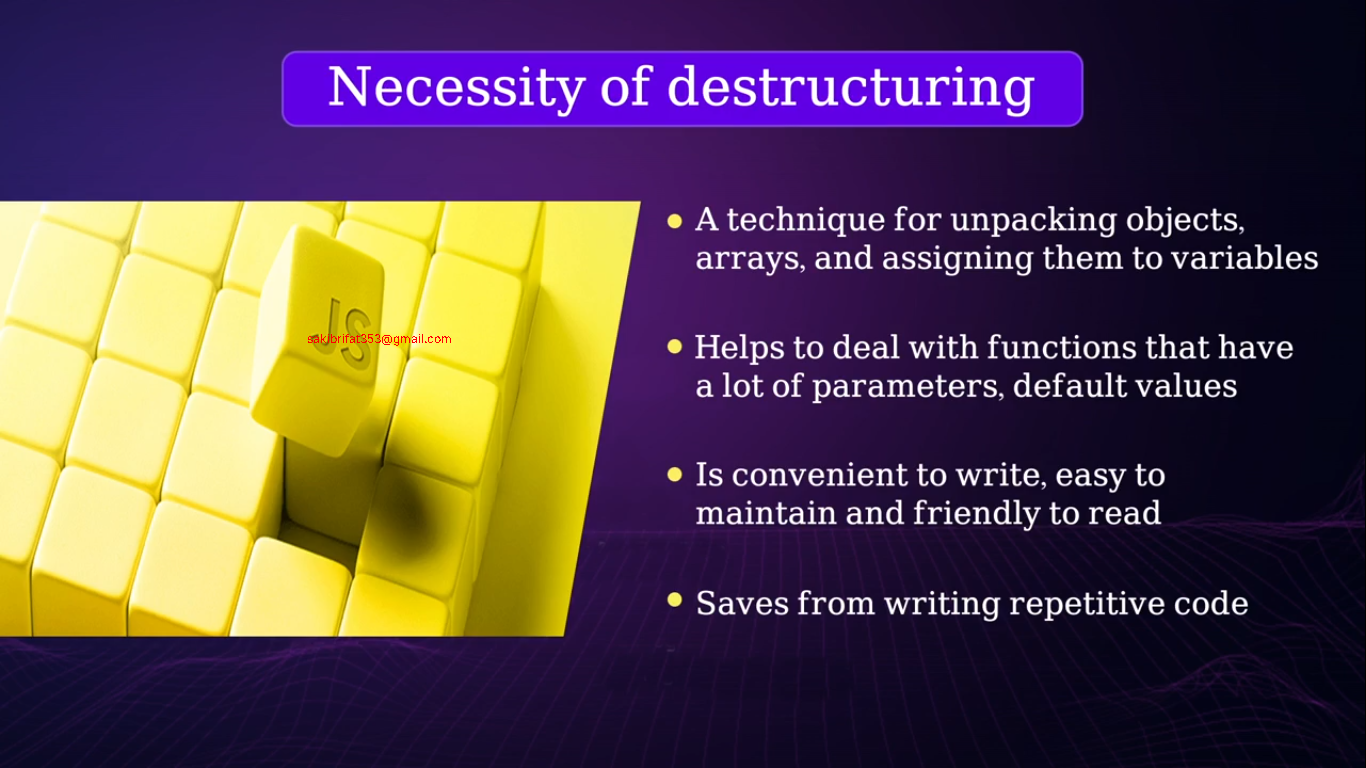 Necessity of destructuring
A technique for unpacking objects,
arrays, and assigning them to variables
Helps to deal with functions that have
a lot of parameters, default values
Is convenient to write, easy to
maintain and friendly to read
Saves from writing repetitive code
JS
sakibrifat353@gmail.com